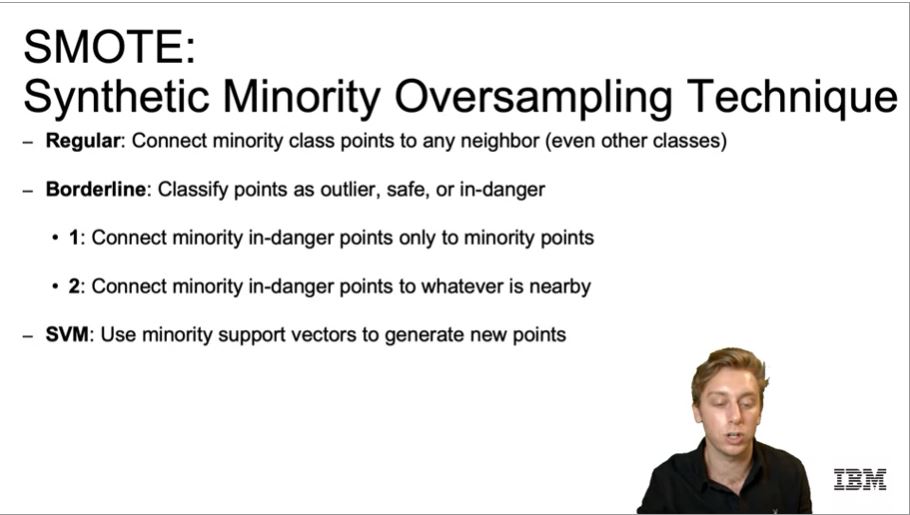 SMOTE:
Synthetic Minority Oversampling Technique
– Regular: Connect minority class points to any neighbor (even other classes)
– Borderline: Classify points as outlier, safe, or in-danger
• 1: Connect minority in-danger points only to minority points
• 2: Connect minority in-danger points to whatever is nearby
– SVM: Use minority support vectors to generate new points
IBM